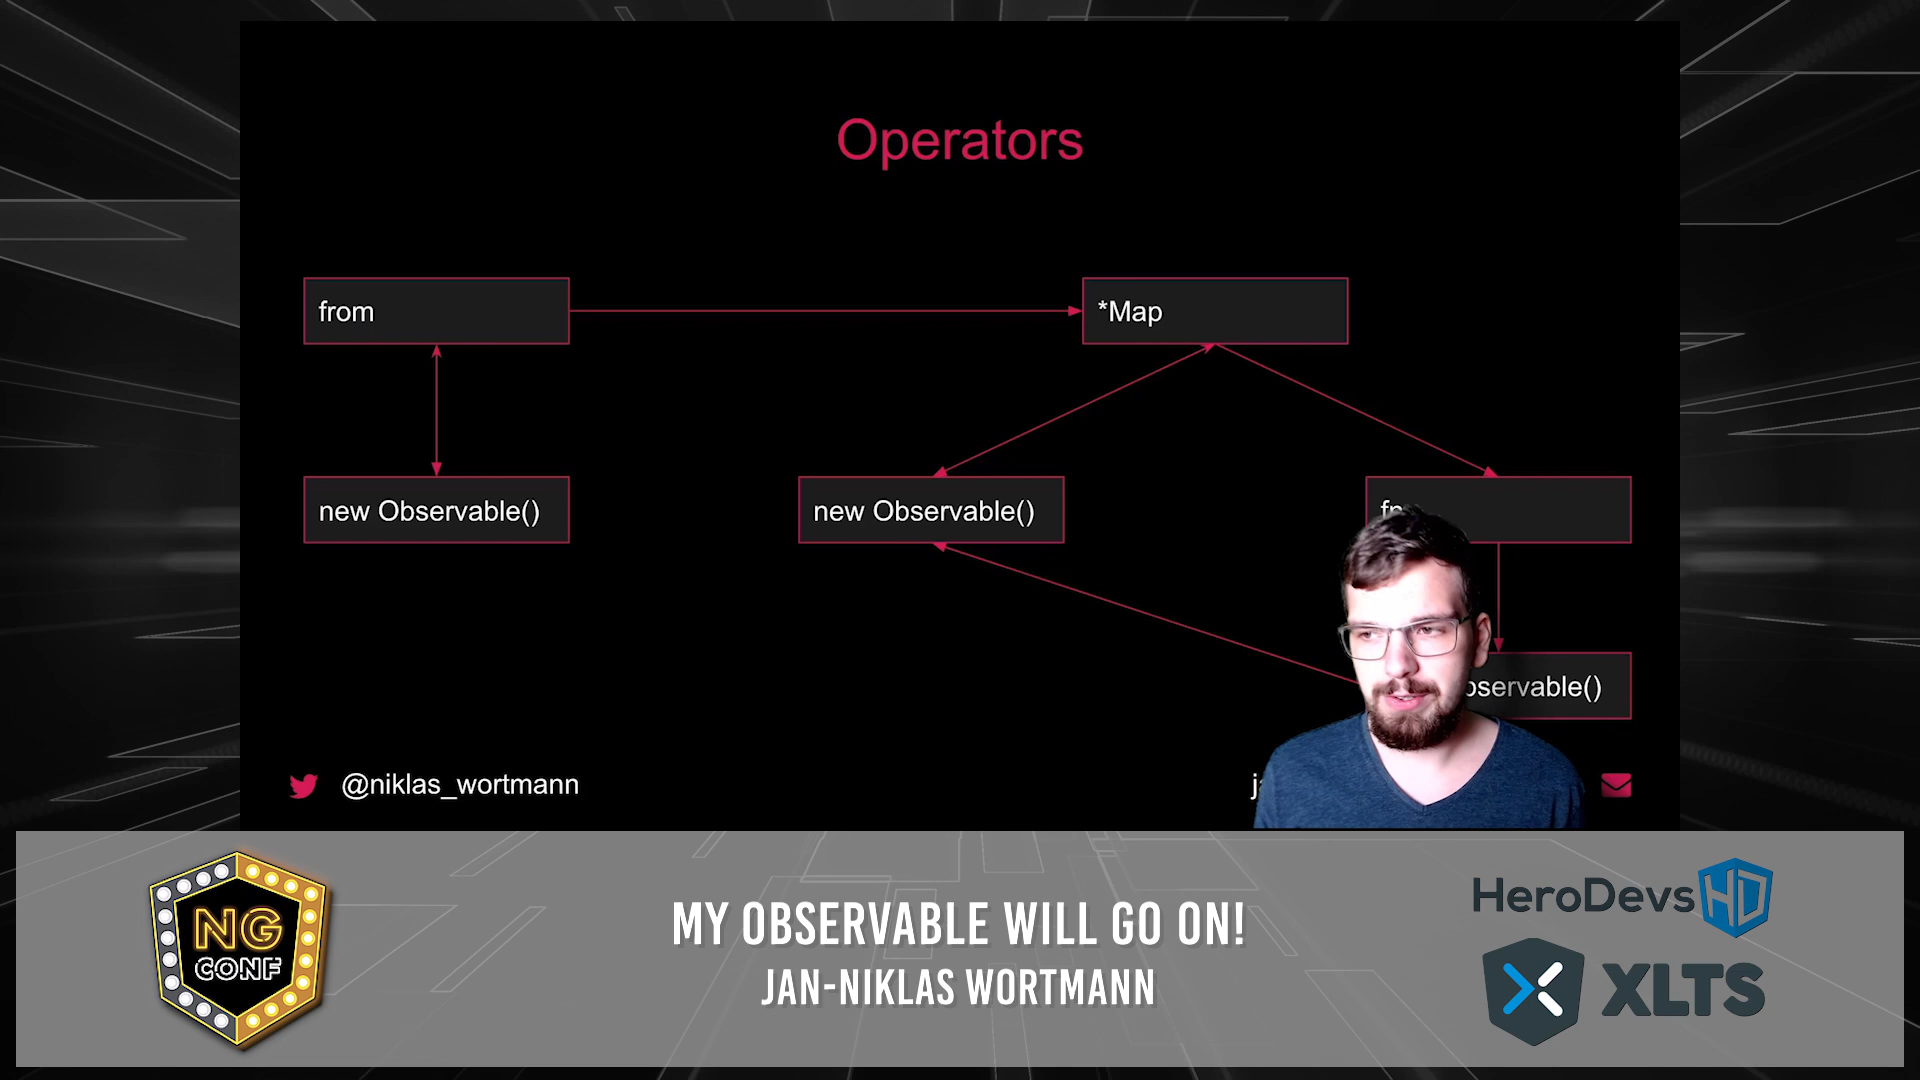 Operators
from
*Map
new Observable()
new Observable()
@niklas_wortmann
NG
CONF
MY OBSERVABLE WILL GO ON!
JAN-NIKLAS WORTMANN
HeroDevs HD
XLTS